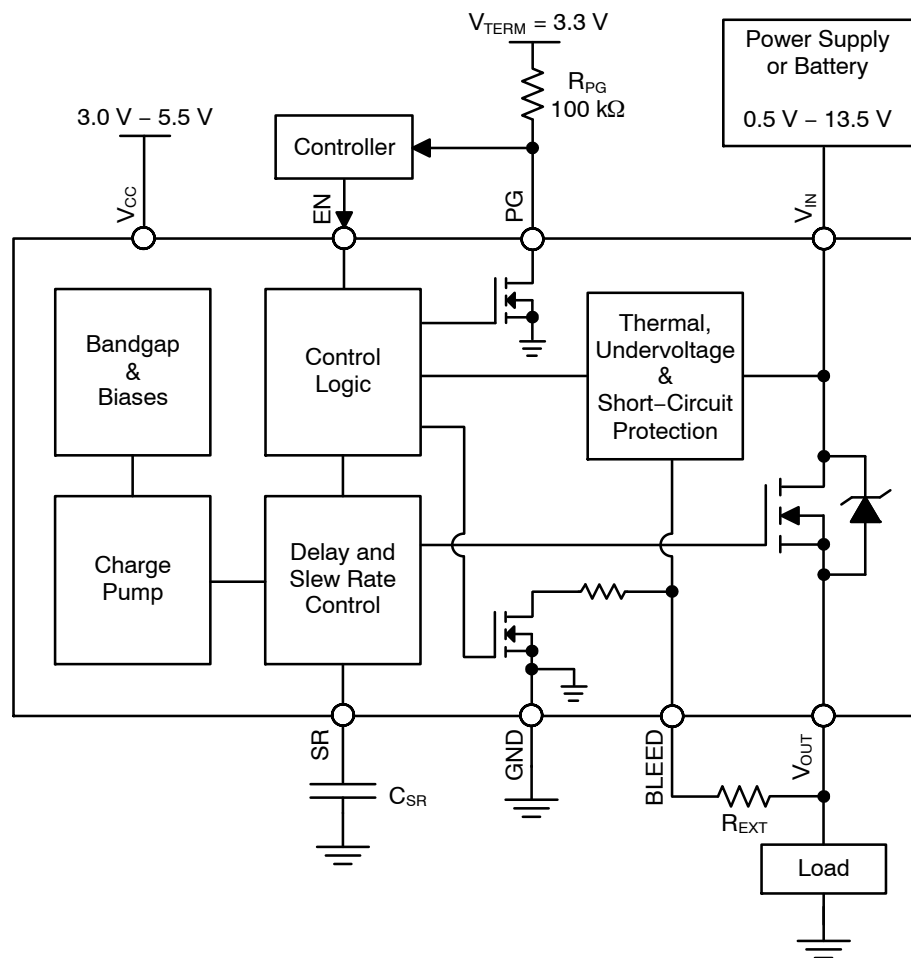 V_TERM = 3.3 V
R_PG
100 kΩ
Power Supply
or Battery
0.5 V − 13.5 V
3.0 V − 5.5 V
Controller
V_CC
EN
PG
V_IN
Bandgap
&
Biases
Control
Logic
Thermal,
Undervoltage
&
Short−Circuit
Protection
Charge
Pump
Delay and
Slew Rate
Control
SR
GND
BLEED
V_OUT
C_SR
R_EXT
Load